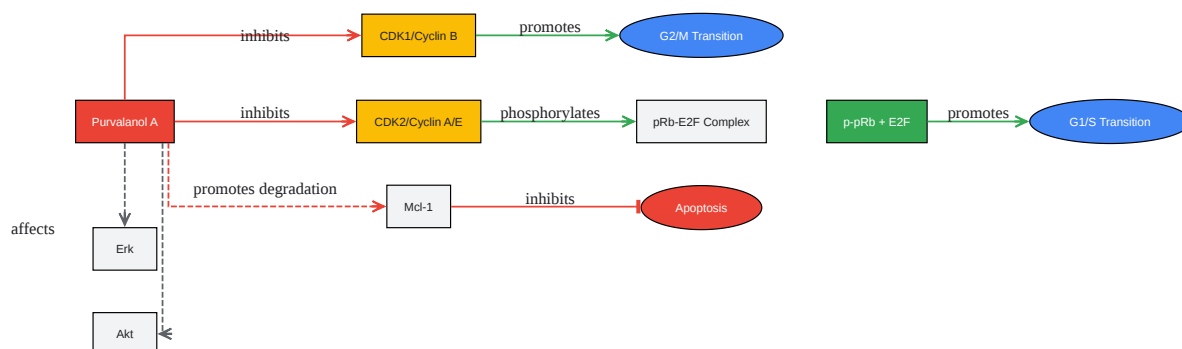 inhibits
CDK1/Cyclin B
promotes
G2/M Transition
Purvalanol A
inhibits
CDK2/Cyclin A/E
phosphorylates
pRb-E2F Complex
p-pRb + E2F
promotes
G1/S Transition
promotes degradation
Mcl-1
inhibits
Apoptosis
affects
Erk
Akt